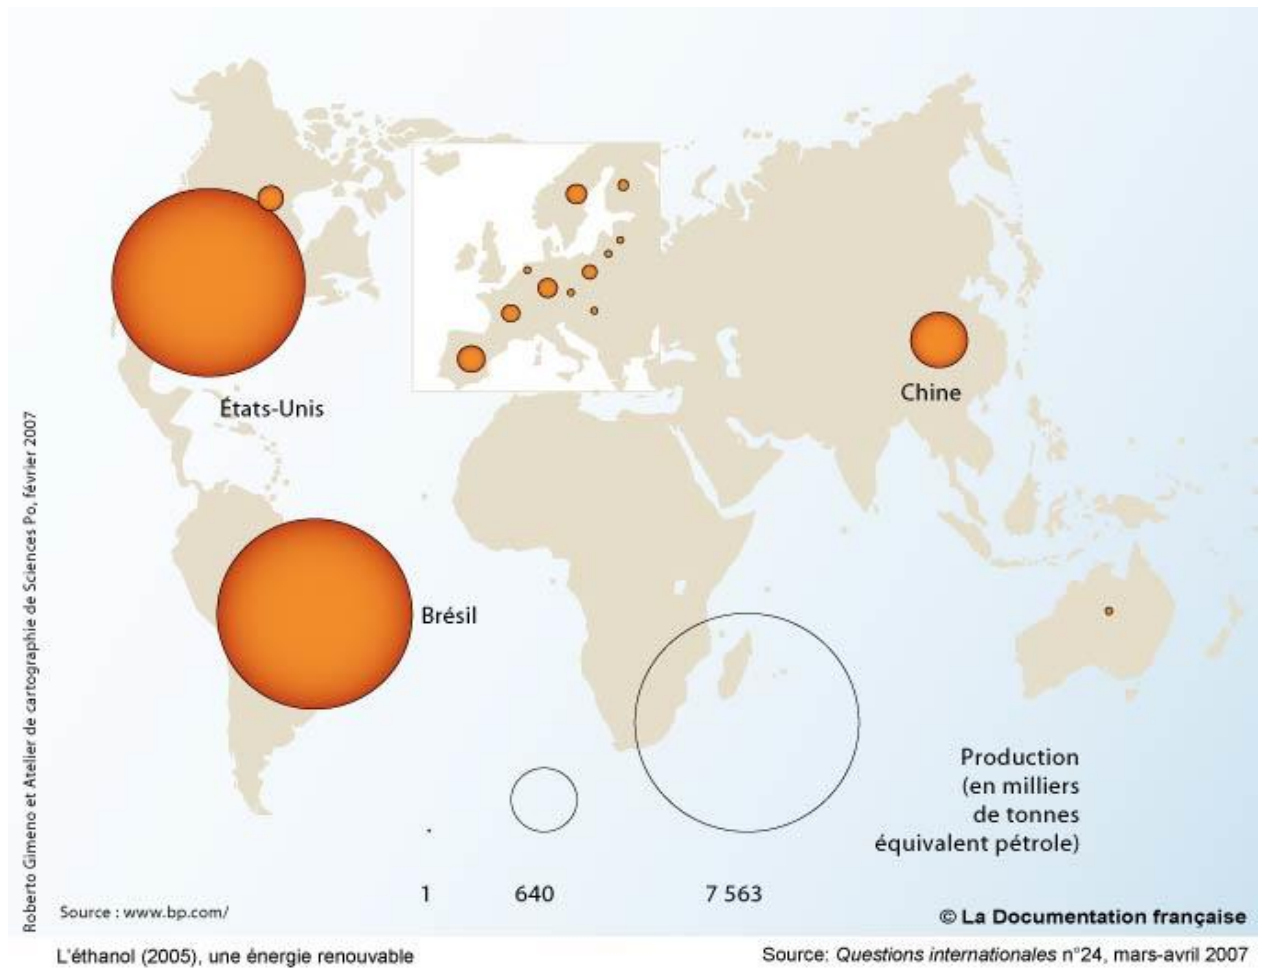 États-Unis
Chine
Brésil
Production
(en milliers
de tonnes
équivalent pétrole)
1
640
7 563
Roberto Gimeno et Atelier de cartographie de Sciences Po, février 2007
Source : www.bp.com/
© La Documentation française
L'éthanol (2005), une énergie renouvable
Source: Questions internationales n°24, mars-avril 2007